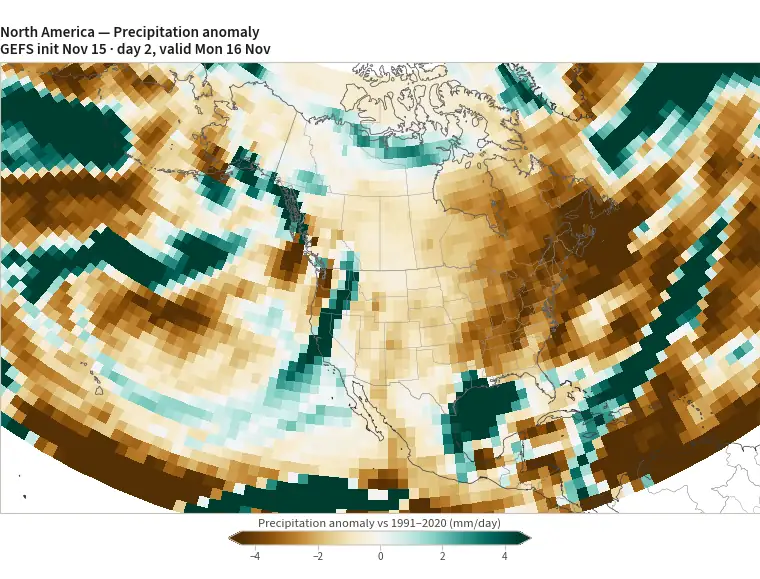 North America — Precipitation anomaly
GEFS init Nov 15 · day 2, valid Mon 16 Nov
Precipitation anomaly vs 1991–2020 (mm/day)
−4 −2 0 2 4